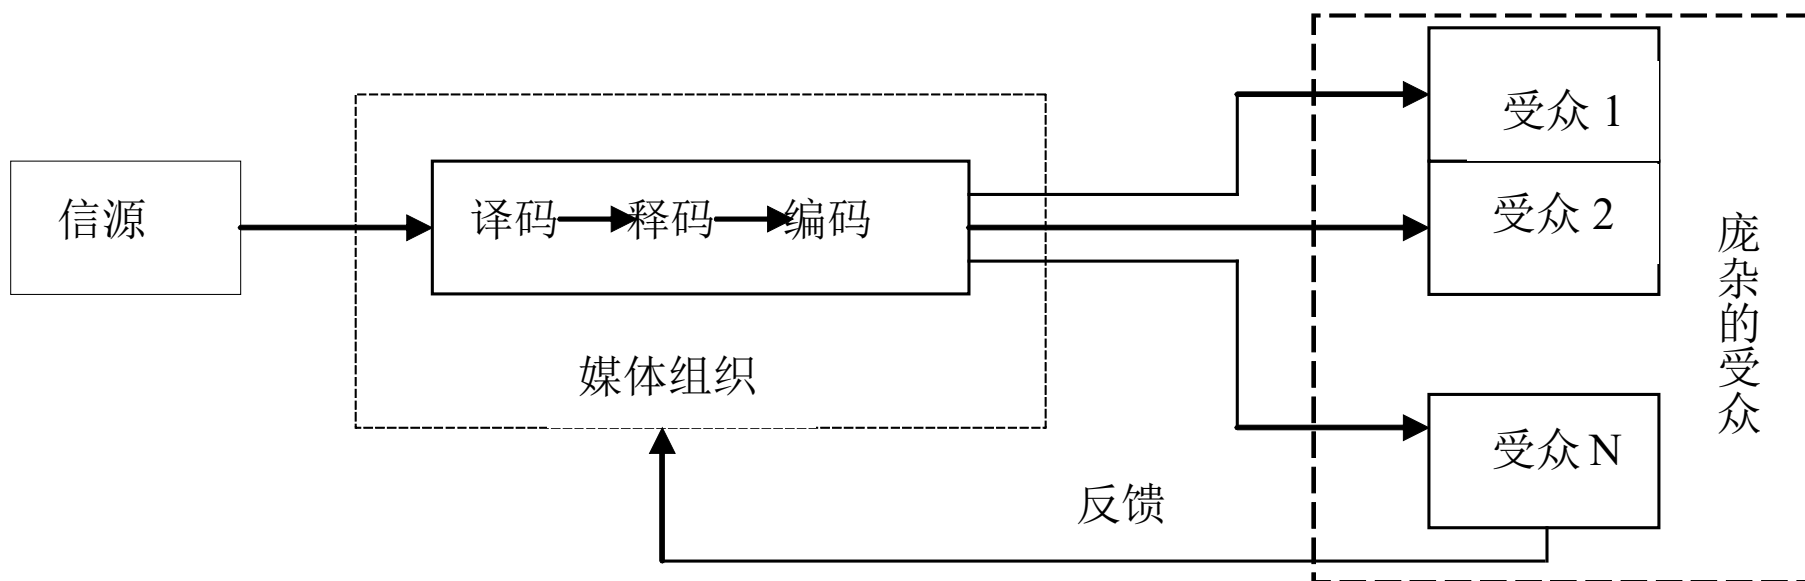 信源
译码
释码
编码
媒体组织
反馈
受众 1
受众 2
受众 N
庞杂的受众